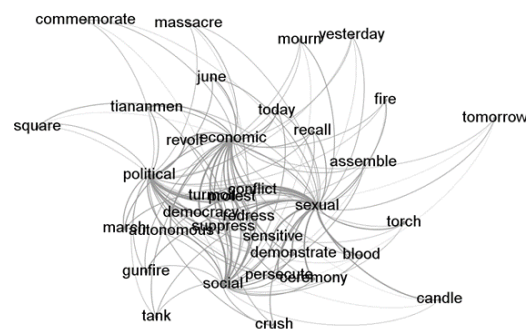 commemorate
massacre
mourn
yesterday
june
tiananmen
today
fire
tomorrow
square
revolt
economic
recall
political
assemble
turmoil
conflict
protest
sexual
democracy
redress
march
autonomous
suppress
torch
sensitive
demonstrate
blood
gunfire
social
persecute
ceremony
candle
tank
crush